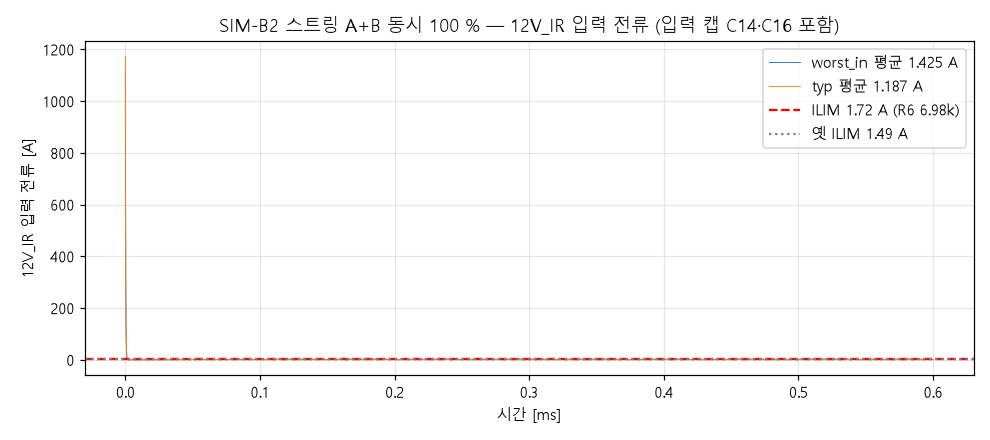 SIM-B2 스트링 A+B 동시 100 % — 12V_IR 입력 전류 (입력 캡 C14·C16 포함)
12V_IR 입력 전류 [A]
1200
1000
800
600
400
200
0
worst_in 평균 1.425 A
typ 평균 1.187 A
ILIM 1.72 A (R6 6.98k)
옛 ILIM 1.49 A
0.0 0.1 0.2 0.3 0.4 0.5 0.6
시간 [ms]